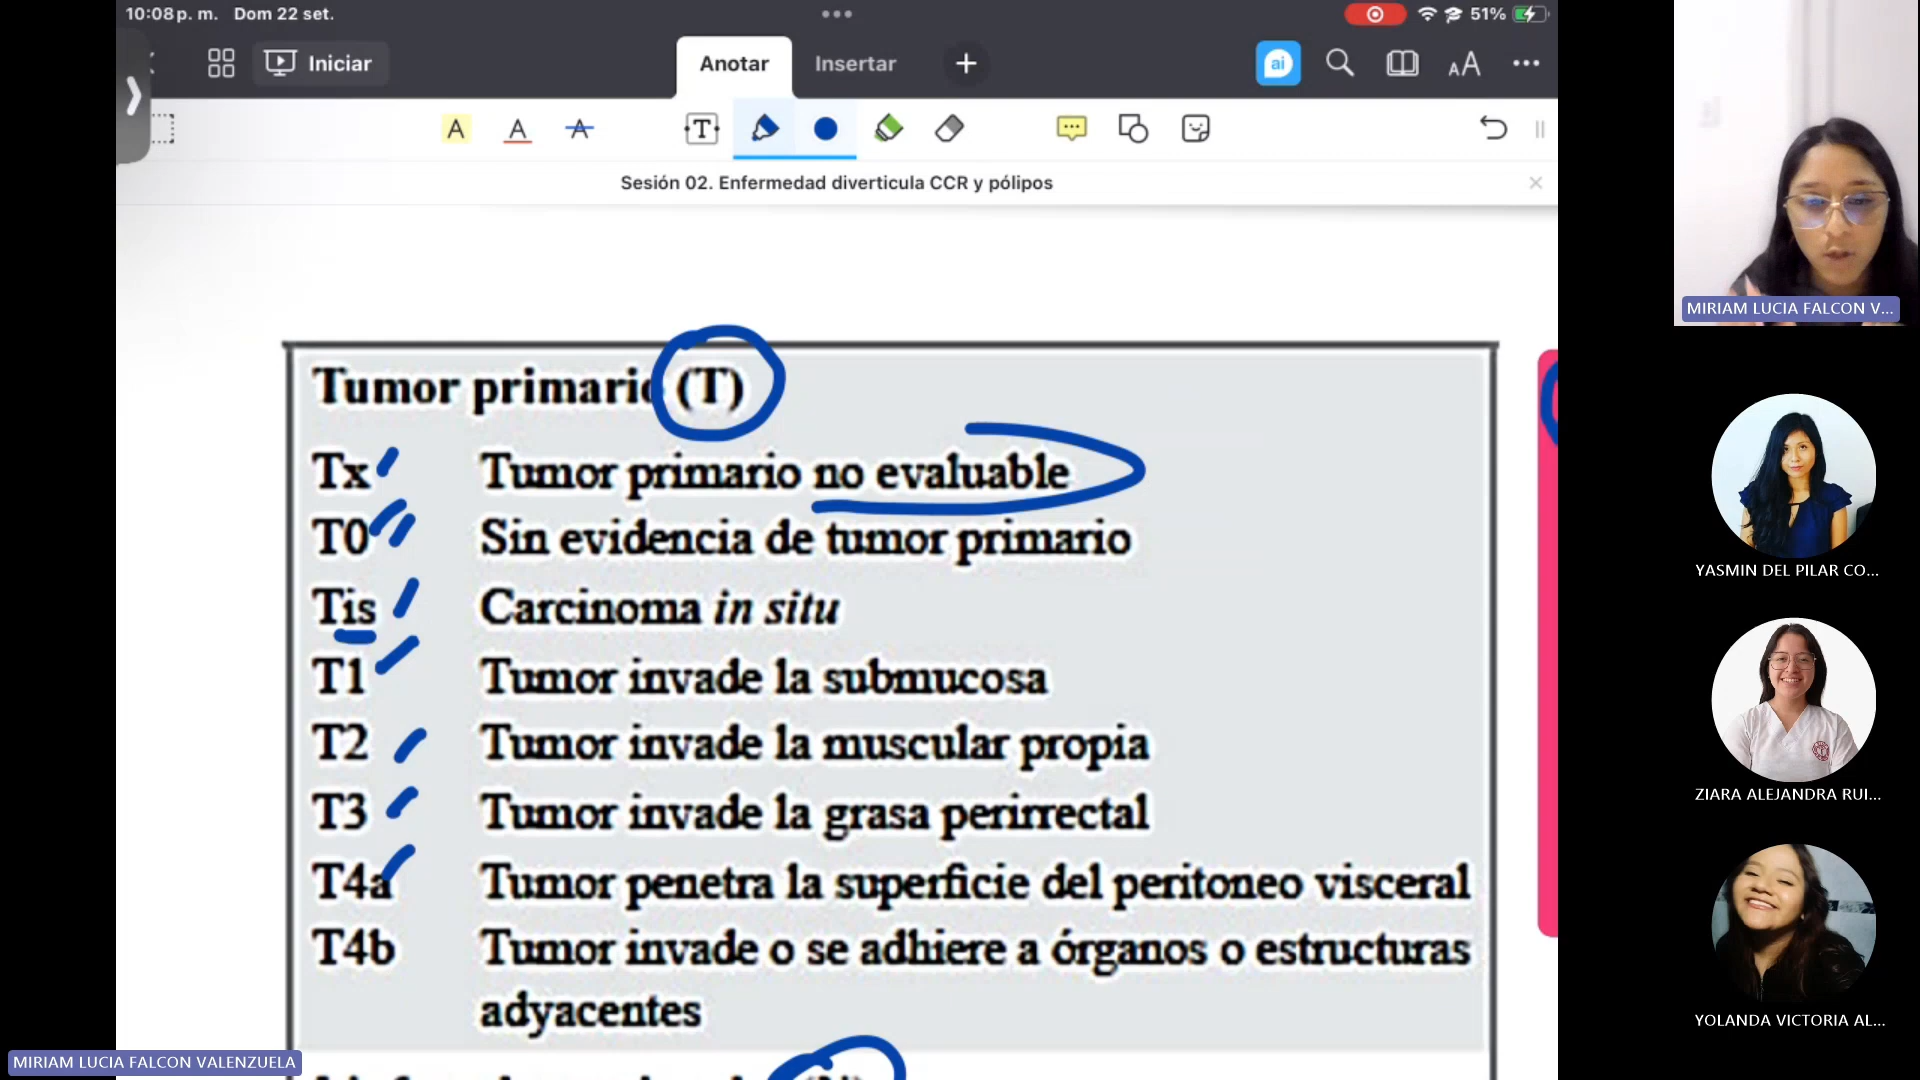 10:08 p. m. Dom 22 set.
51%
Iniciar
Anotar
Insertar
ai
AA
A
A
A
T
Sesión 02. Enfermedad diverticula CCR y pólipos
MIRIAM LUCIA FALCON V...
Tumor primario (T)
Tx Tumor primario no evaluable
T0 Sin evidencia de tumor primario
Tis Carcinoma in situ
T1 Tumor invade la submucosa
T2 Tumor invade la muscular propia
T3 Tumor invade la grasa perirrectal
T4a Tumor penetra la superficie del peritoneo visceral
T4b Tumor invade o se adhiere a órganos o estructuras
adyacentes
YASMIN DEL PILAR CO...
ZIARA ALEJANDRA RUI...
YOLANDA VICTORIA AL...
MIRIAM LUCIA FALCON VALENZUELA